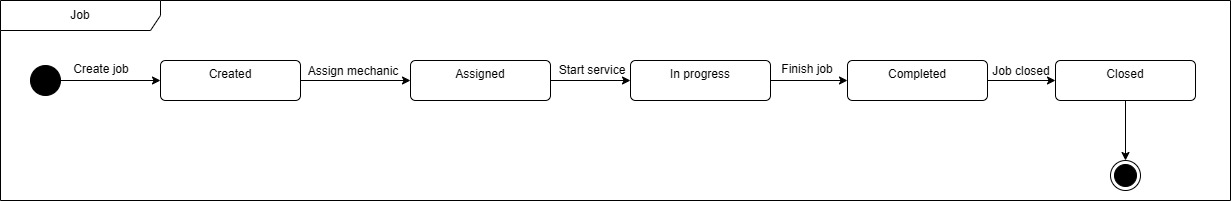 Job
Create job
Created
Assign mechanic
Assigned
Start service
In progress
Finish job
Completed
Job closed
Closed